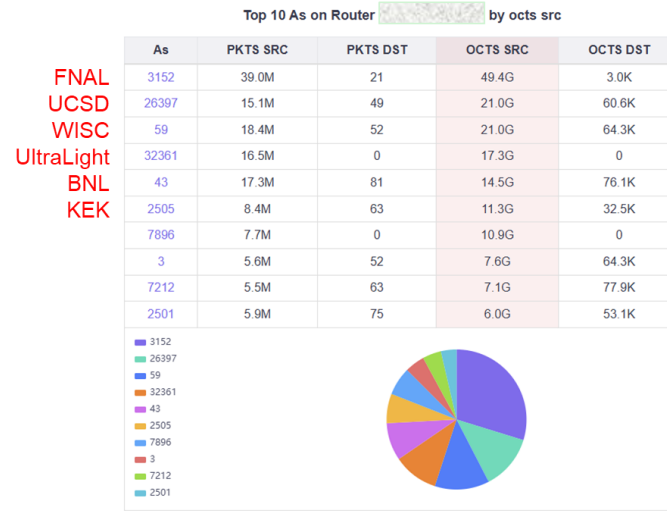 Top 10 As on Router by octs src
As PKTS SRC PKTS DST OCTS SRC OCTS DST
FNAL 3152 39.0M 21 49.4G 3.0K
UCSD 26397 15.1M 49 21.0G 60.6K
WISC 59 18.4M 52 21.0G 64.3K
UltraLight 32361 16.5M 0 17.3G 0
BNL 43 17.3M 81 14.5G 76.1K
KEK 2505 8.4M 63 11.3G 32.5K
7896 7.7M 0 10.9G 0
3 5.6M 52 7.6G 64.3K
7212 5.5M 63 7.1G 77.9K
2501 5.9M 75 6.0G 53.1K
3152
26397
59
32361
43
2505
7896
3
7212
2501